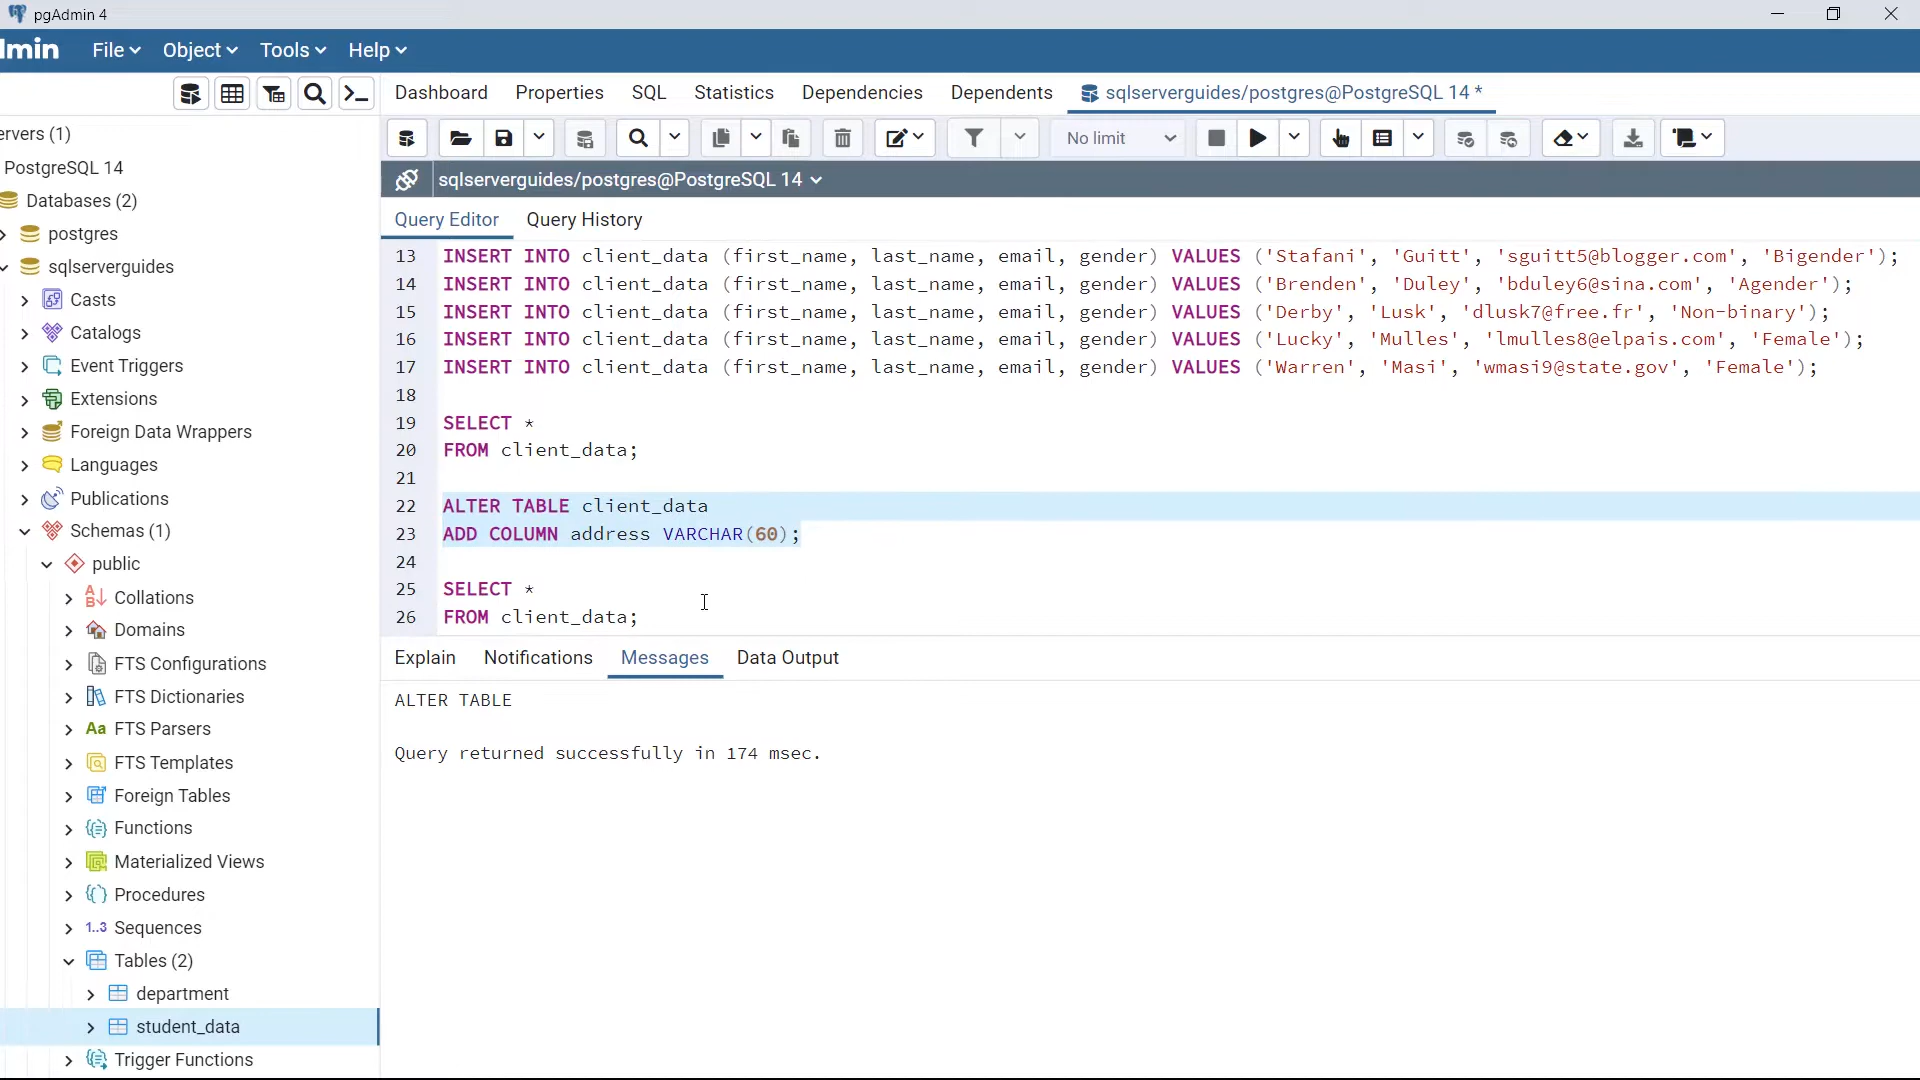 pgAdmin 4
lmin File Object Tools Help
Dashboard Properties SQL Statistics Dependencies Dependents sqlserverguides/postgres@PostgreSQL 14 *
No limit
sqlserverguides/postgres@PostgreSQL 14
Query Editor Query History
ervers (1)
PostgreSQL 14
Databases (2)
postgres
sqlserverguides
Casts
Catalogs
Event Triggers
Extensions
Foreign Data Wrappers
Languages
Publications
Schemas (1)
public
Collations
Domains
FTS Configurations
FTS Dictionaries
Aa FTS Parsers
FTS Templates
Foreign Tables
Functions
Materialized Views
Procedures
1..3 Sequences
Tables (2)
department
student_data
Trigger Functions
13 INSERT INTO client_data (first_name, last_name, email, gender) VALUES ('Stafani', 'Guitt', 'sguitt5@blogger.com', 'Bigender');
14 INSERT INTO client_data (first_name, last_name, email, gender) VALUES ('Brenden', 'Duley', 'bduley6@sina.com', 'Agender');
15 INSERT INTO client_data (first_name, last_name, email, gender) VALUES ('Derby', 'Lusk', 'dlusk7@free.fr', 'Non-binary');
16 INSERT INTO client_data (first_name, last_name, email, gender) VALUES ('Lucky', 'Mulles', 'lmulles8@elpais.com', 'Female');
17 INSERT INTO client_data (first_name, last_name, email, gender) VALUES ('Warren', 'Masi', 'wmasi9@state.gov', 'Female');
18
19 SELECT *
20 FROM client_data;
21
22 ALTER TABLE client_data
23 ADD COLUMN address VARCHAR(60);
24
25 SELECT *
26 FROM client_data;
Explain Notifications Messages Data Output
ALTER TABLE
Query returned successfully in 174 msec.